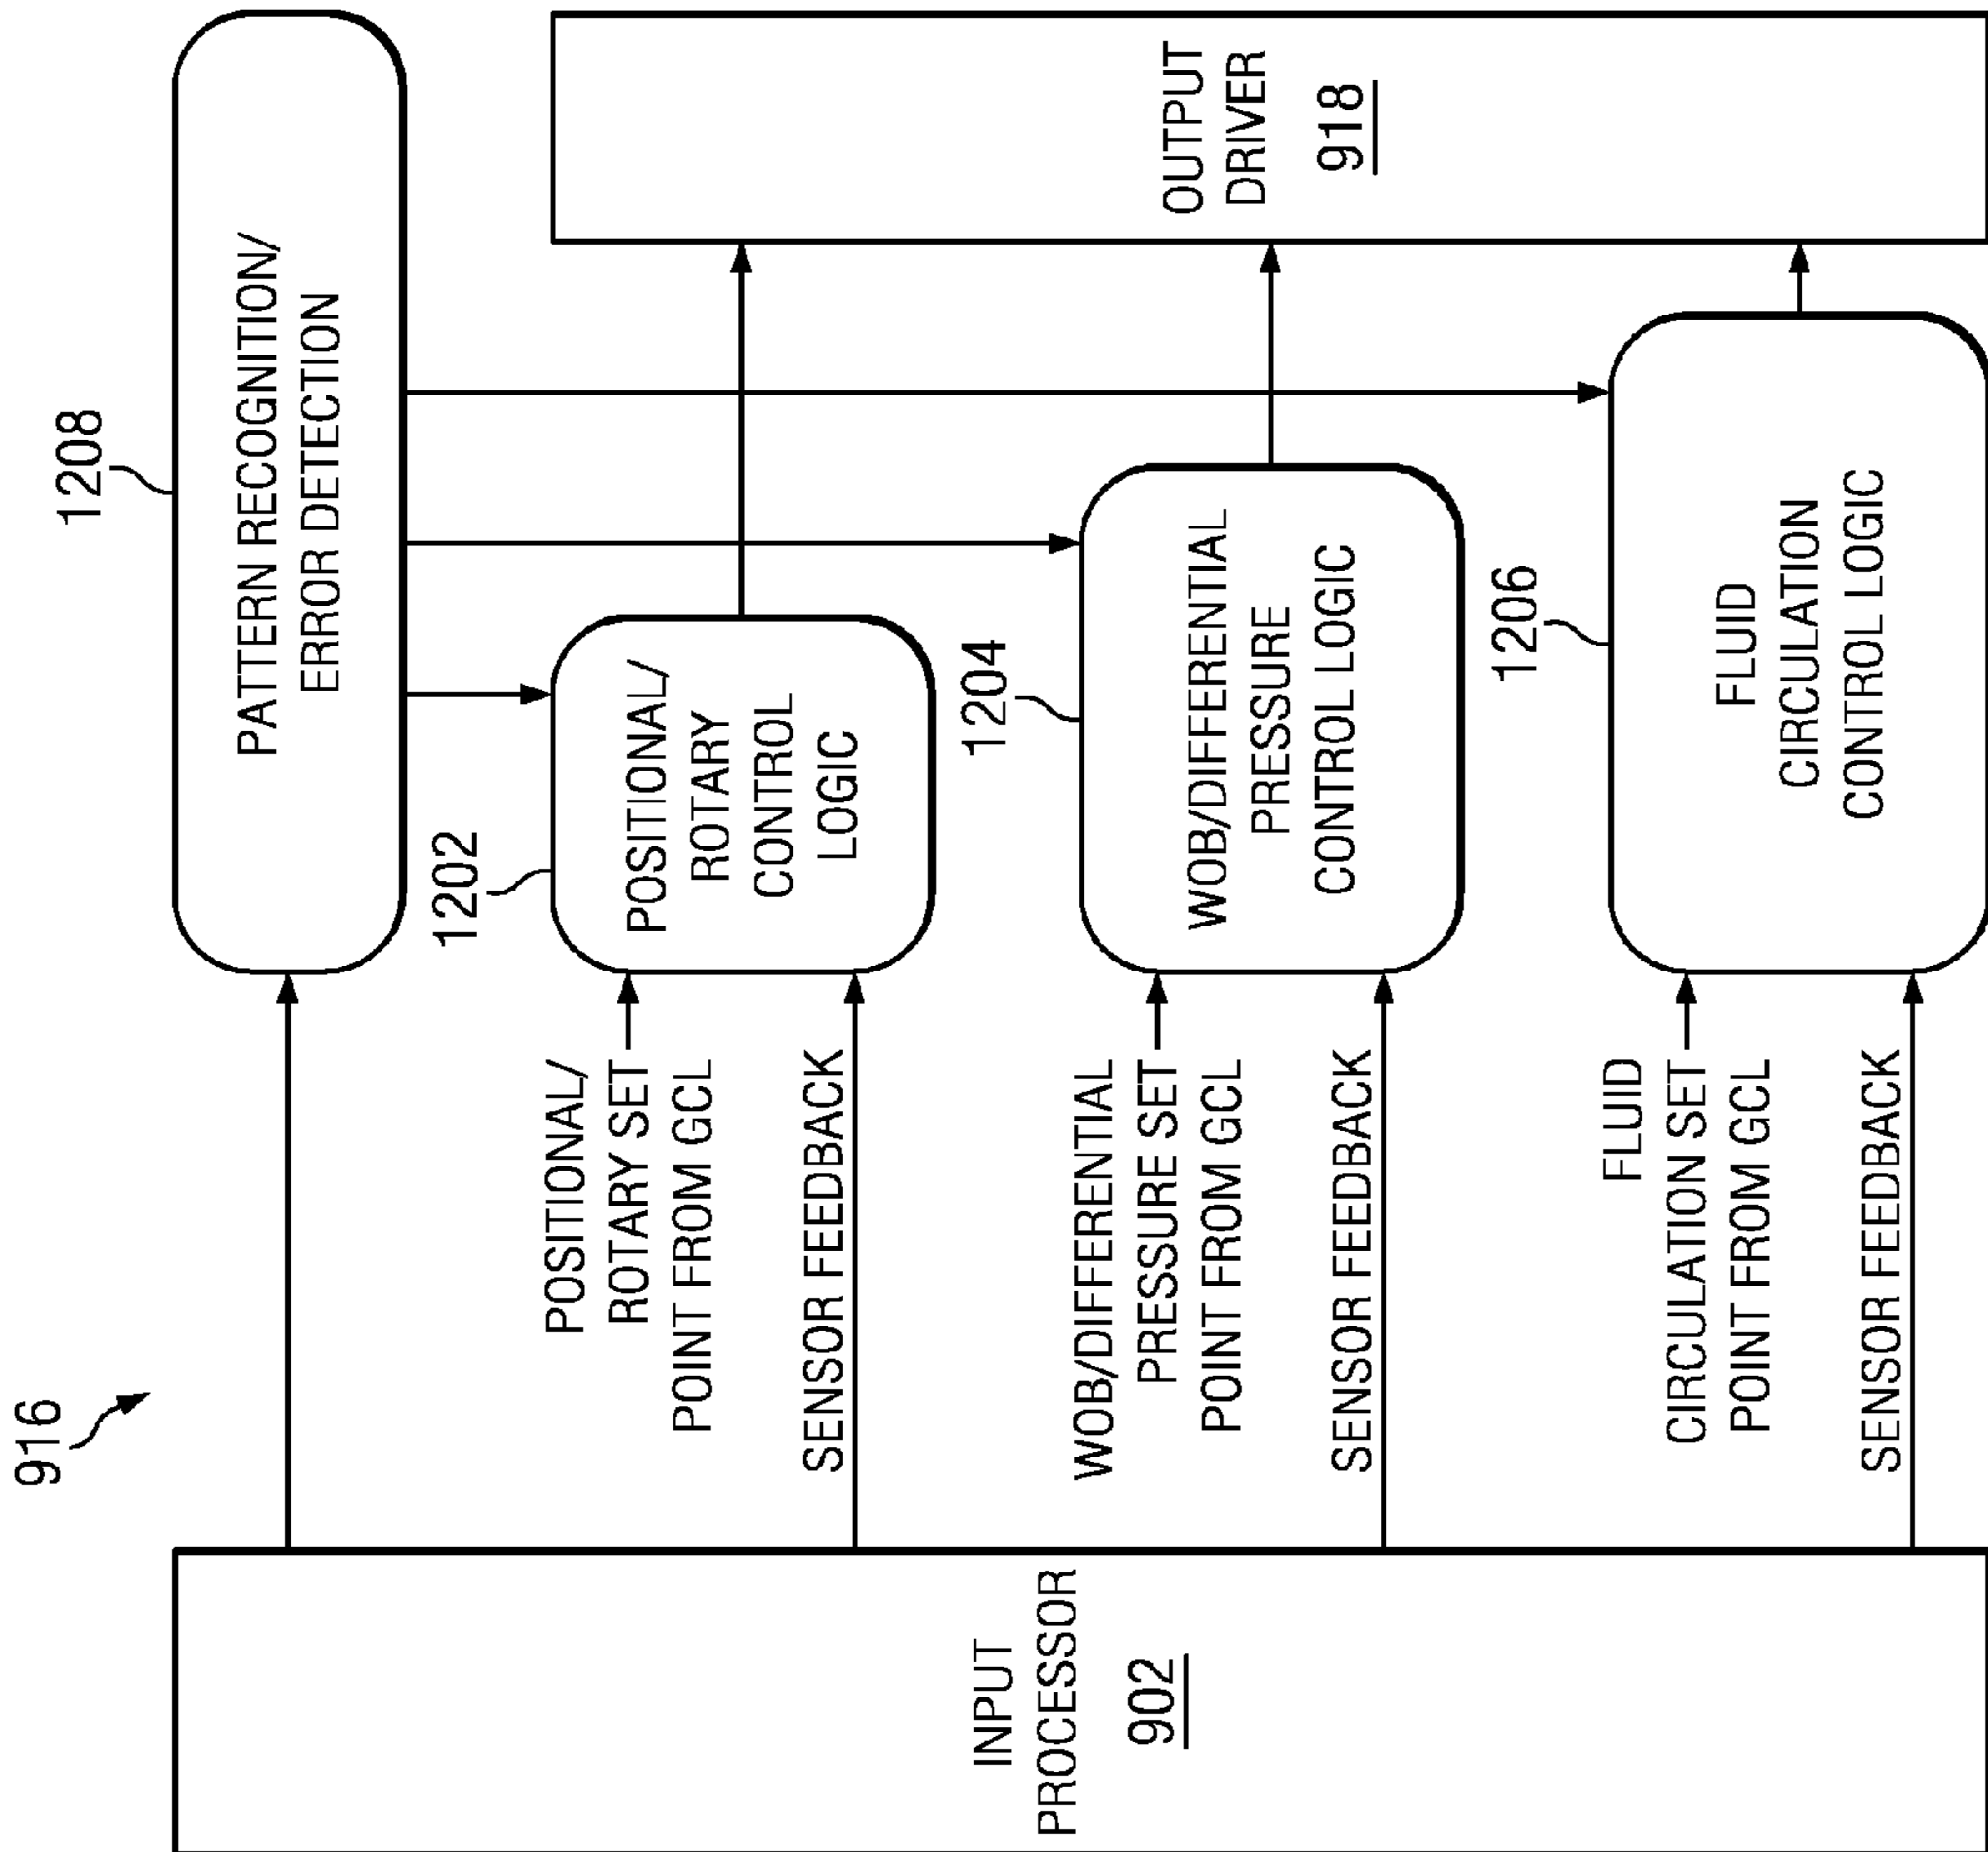 916
1208
PATTERN RECOGNITION/
ERROR DETECTION
INPUT
PROCESSOR
902
POSITIONAL/
ROTARY SET
POINT FROM GCL
SENSOR FEEDBACK
1202
POSITIONAL/
ROTARY
CONTROL
LOGIC
WOB/DIFFERENTIAL
PRESSURE SET
POINT FROM GCL
SENSOR FEEDBACK
1204
WOB/DIFFERENTIAL
PRESSURE
CONTROL LOGIC
FLUID
CIRCULATION SET
POINT FROM GCL
SENSOR FEEDBACK
1206
FLUID
CIRCULATION
CONTROL LOGIC
OUTPUT
DRIVER
918